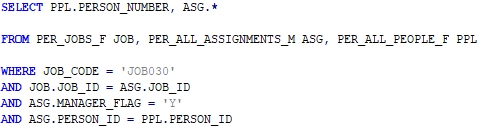 SELECT PPL.PERSON_NUMBER, ASG.*
FROM PER_JOBS_F JOB, PER_ALL_ASSIGNMENTS_M ASG, PER_ALL_PEOPLE_F PPL
WHERE JOB_CODE = 'JOB030'
AND JOB.JOB_ID = ASG.JOB_ID
AND ASG.MANAGER_FLAG = 'Y'
AND ASG.PERSON_ID = PPL.PERSON_ID